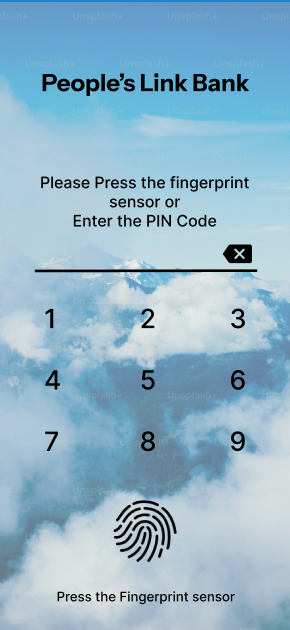 People's Link Bank
Please Press the fingerprint
sensor or
Enter the PIN Code
1 2 3
4 5 6
7 8 9
Press the Fingerprint sensor